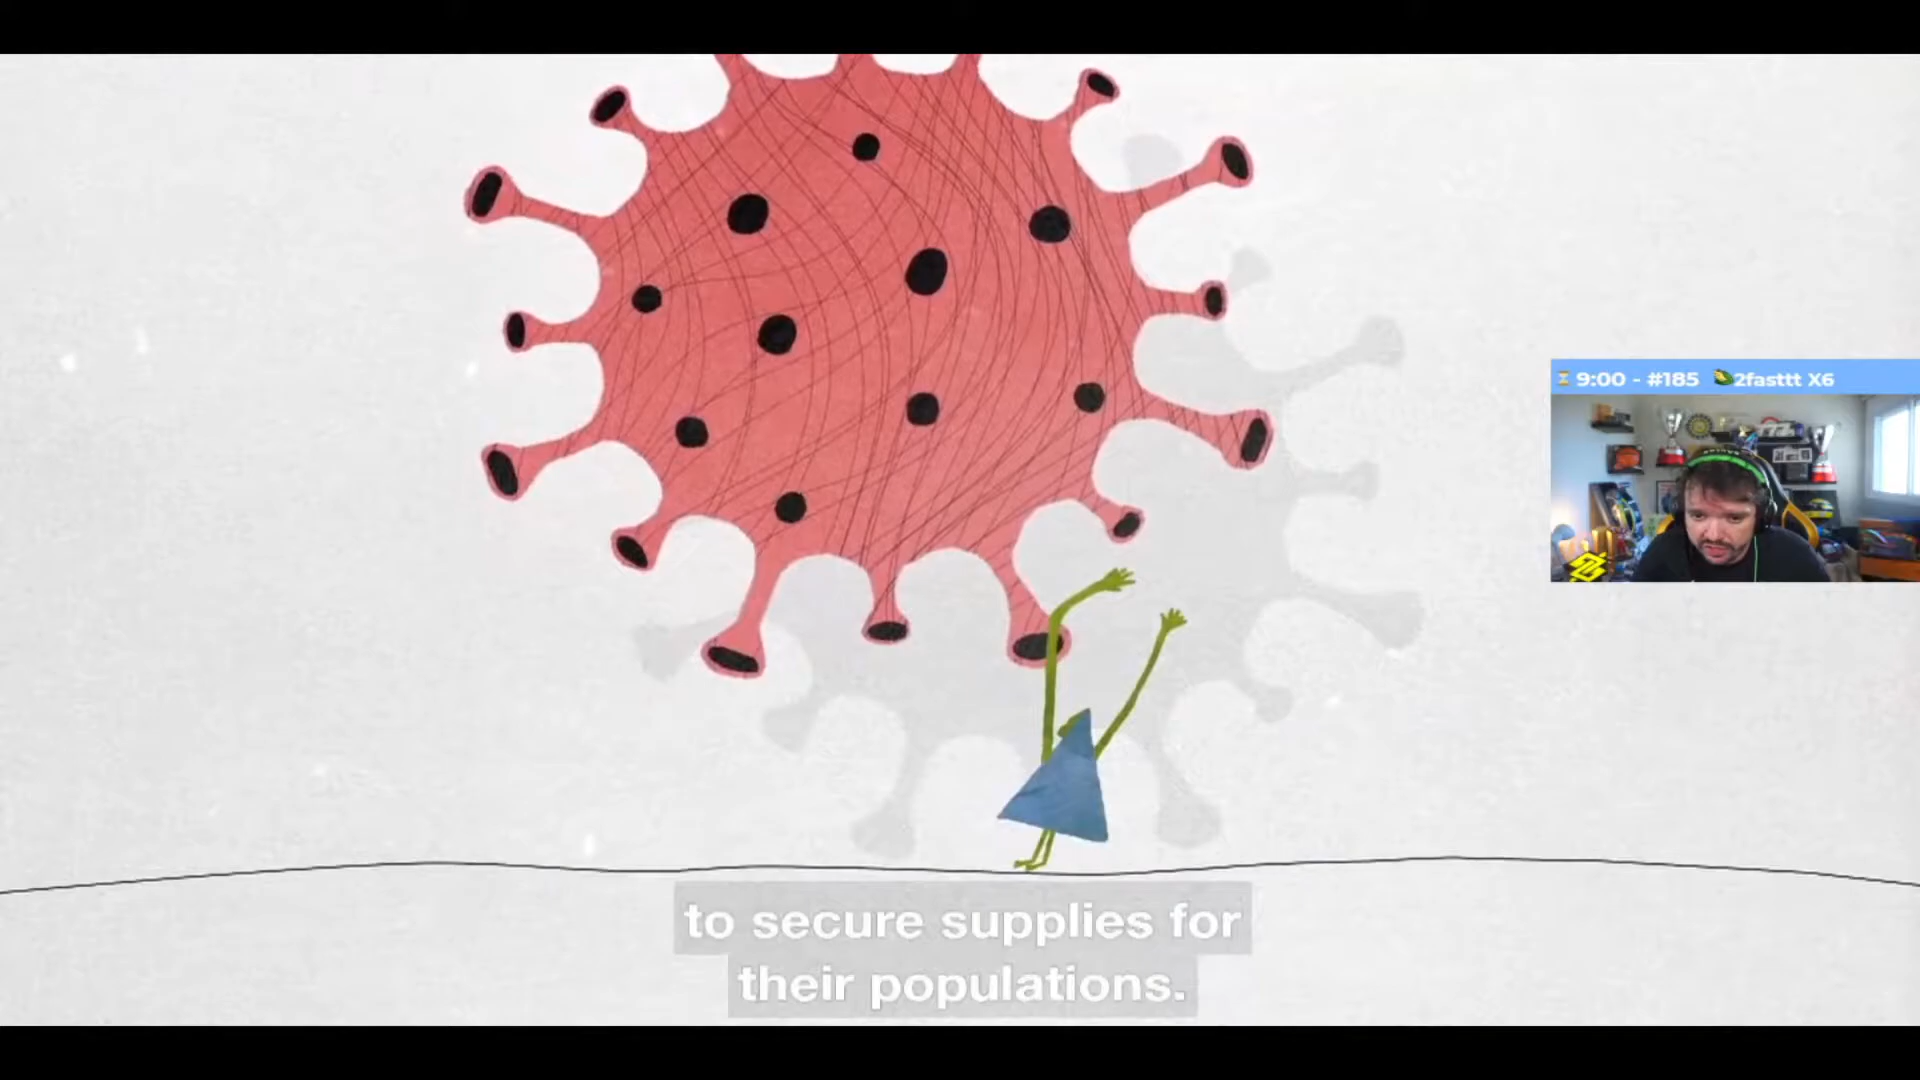 9:00 - #185 2fasttt X6
to secure supplies for
their populations.